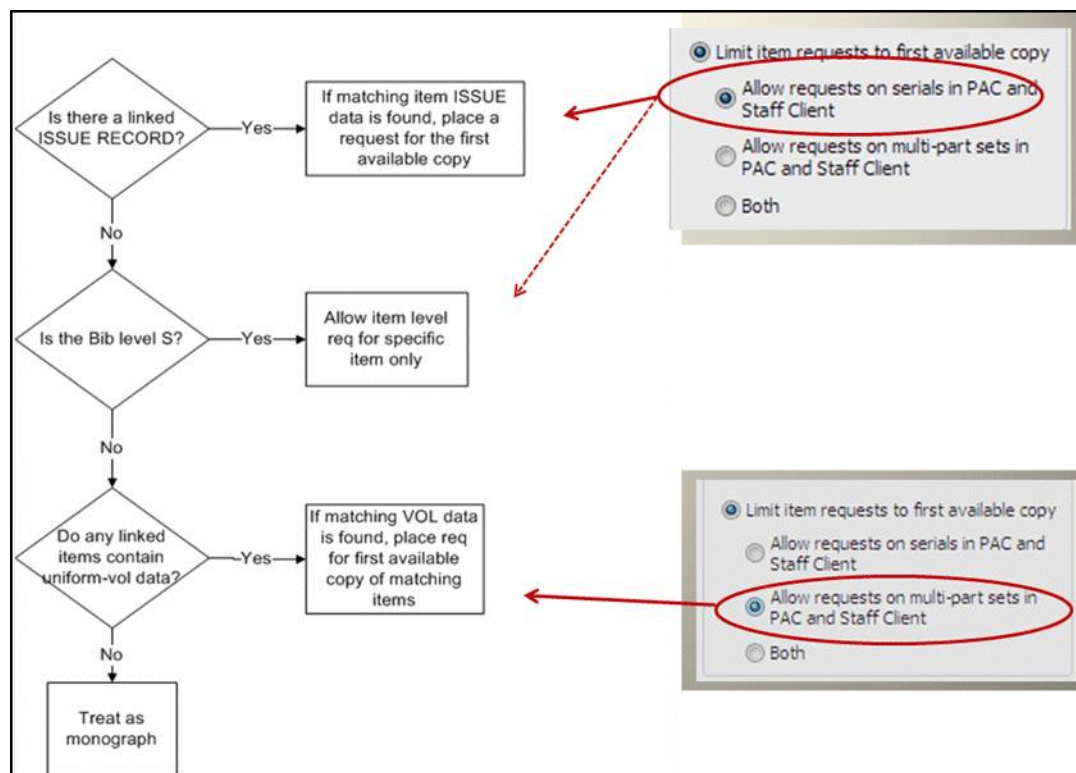 Is there a linked
ISSUE RECORD?
Yes
If matching item ISSUE
data is found, place a
request for the first
available copy
No
Is the Bib level S?
Yes
Allow item level
req for specific
item only
No
Do any linked
items contain
uniform-vol data?
Yes
If matching VOL data
is found, place req
for first available
copy of matching
items
No
Treat as
monograph
Limit item requests to first available copy
Allow requests on serials in PAC and
Staff Client
Allow requests on multi-part sets in
PAC and Staff Client
Both
Limit item requests to first available copy
Allow requests on serials in PAC and
Staff Client
Allow requests on multi-part sets in
PAC and Staff Client
Both